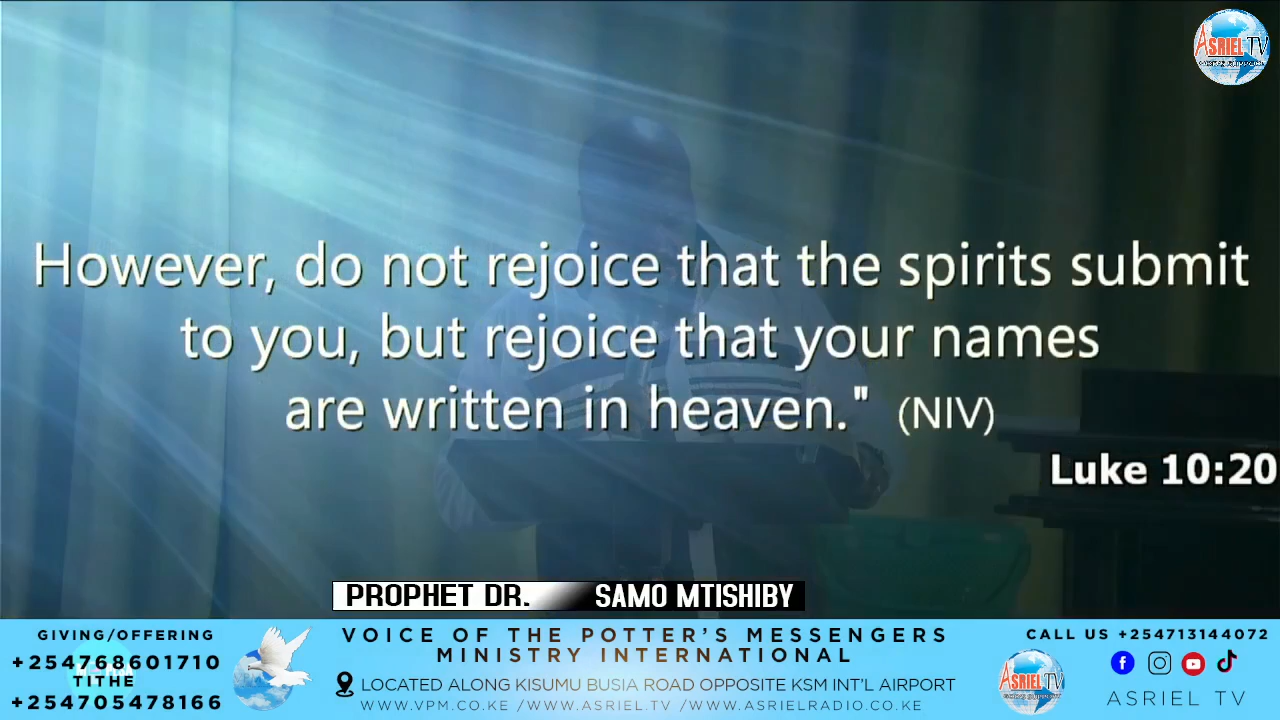 ASRIEL TV
However, do not rejoice that the spirits submit
to you, but rejoice that your names
are written in heaven." (NIV)
Luke 10:20
PROPHET DR. SAMO MTISHIBY
GIVING/OFFERING
+254768601710
TITHE
+254705478166
VOICE OF THE POTTER'S MESSENGERS
MINISTRY INTERNATIONAL
LOCATED ALONG KISUMU BUSIA ROAD OPPOSITE KSM INT'L AIRPORT
WWW.VPM.CO.KE /WWW.ASRIEL.TV /WWW.ASRIELRADIO.CO.KE
ASRIEL TV
CALL US +254713144072
ASRIEL TV